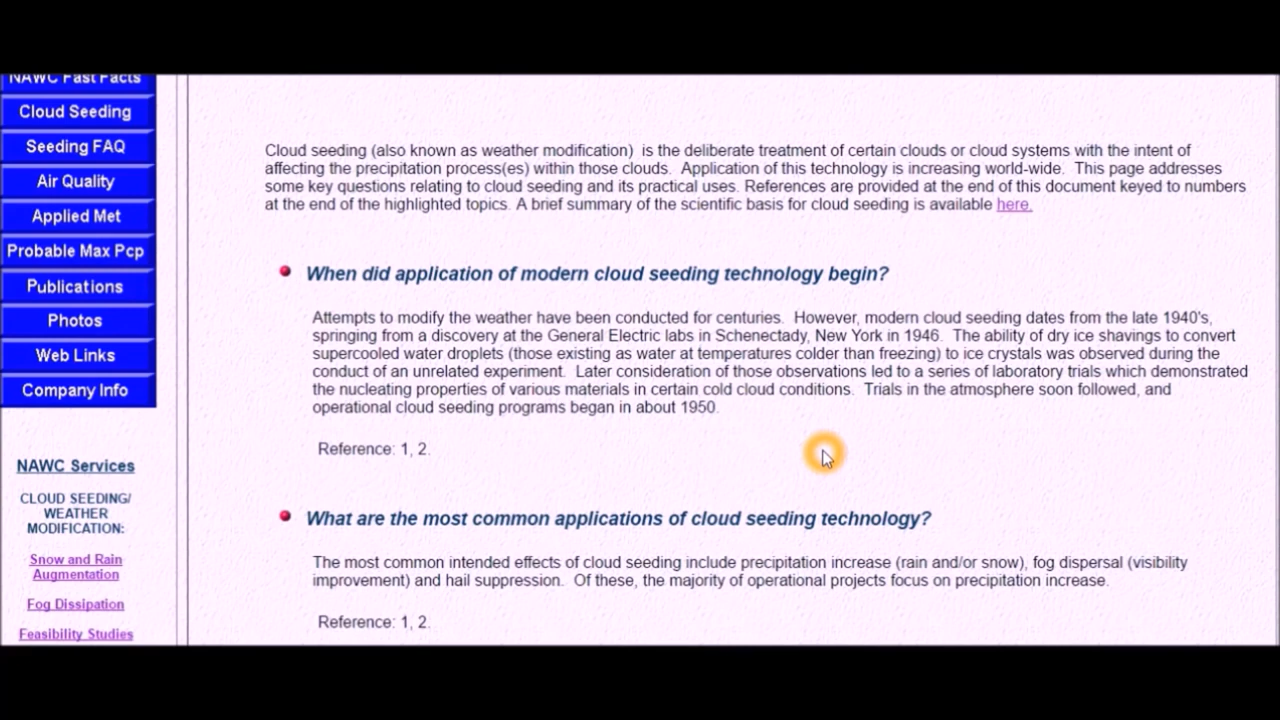 NAWC Fast Facts
Cloud Seeding
Seeding FAQ
Air Quality
Applied Met
Probable Max Pcp
Publications
Photos
Web Links
Company Info
NAWC Services
CLOUD SEEDING/
WEATHER
MODIFICATION:
Snow and Rain
Augmentation
Fog Dissipation
Feasibility Studies
Cloud seeding (also known as weather modification) is the deliberate treatment of certain clouds or cloud systems with the intent of
affecting the precipitation process(es) within those clouds. Application of this technology is increasing world-wide. This page addresses
some key questions relating to cloud seeding and its practical uses. References are provided at the end of this document keyed to numbers
at the end of the highlighted topics. A brief summary of the scientific basis for cloud seeding is available here.
When did application of modern cloud seeding technology begin?
Attempts to modify the weather have been conducted for centuries. However, modern cloud seeding dates from the late 1940's,
springing from a discovery at the General Electric labs in Schenectady, New York in 1946. The ability of dry ice shavings to convert
supercooled water droplets (those existing as water at temperatures colder than freezing) to ice crystals was observed during the
conduct of an unrelated experiment. Later consideration of those observations led to a series of laboratory trials which demonstrated
the nucleating properties of various materials in certain cold cloud conditions. Trials in the atmosphere soon followed, and
operational cloud seeding programs began in about 1950.
Reference: 1, 2.
What are the most common applications of cloud seeding technology?
The most common intended effects of cloud seeding include precipitation increase (rain and/or snow), fog dispersal (visibility
improvement) and hail suppression. Of these, the majority of operational projects focus on precipitation increase.
Reference: 1, 2.